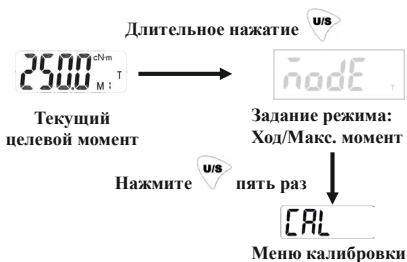 Длительное нажатие U/S
250.0 cN·m
M: T
modE T
Текущий
целевой момент
Задание режима:
Ход/Макс. момент
Нажмите U/S пять раз
CAL
Меню калибровки